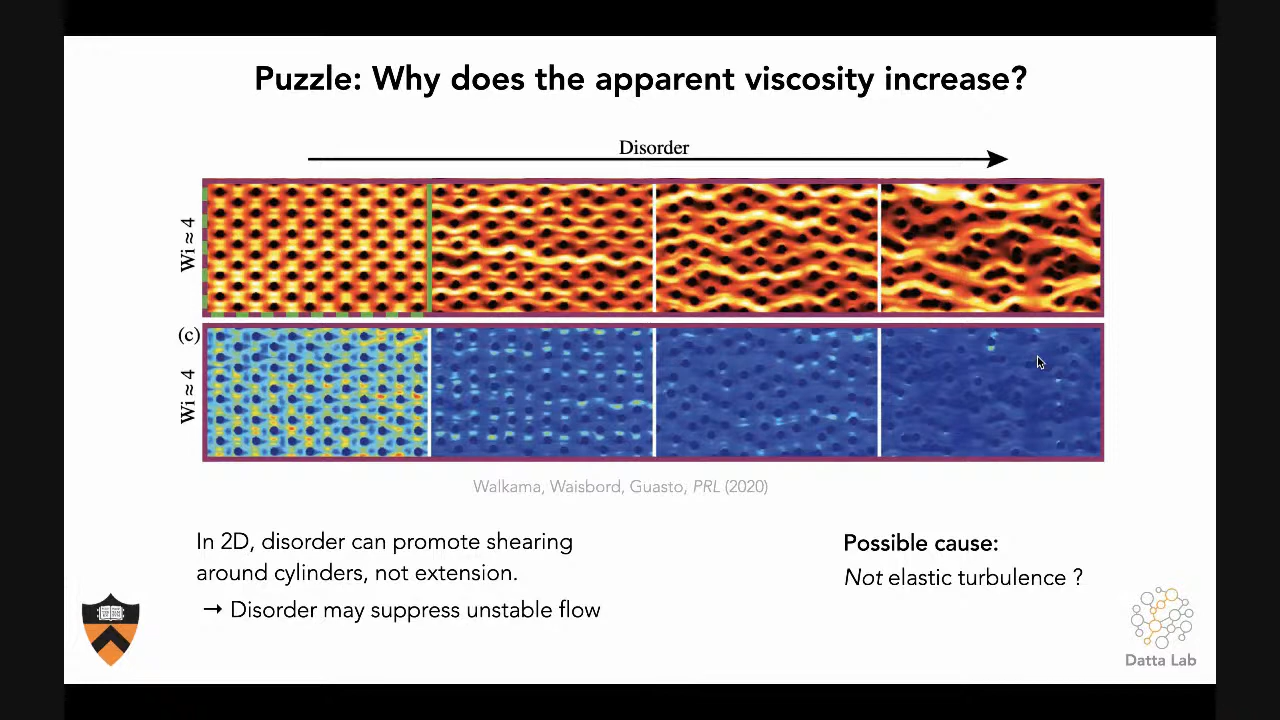 Puzzle: Why does the apparent viscosity increase?
Disorder
Wi ≈ 4
(c)
Wi ≈ 4
Walkama, Waisbord, Guasto, PRL (2020)
In 2D, disorder can promote shearing
around cylinders, not extension.
→ Disorder may suppress unstable flow
Possible cause:
Not elastic turbulence ?
Datta Lab